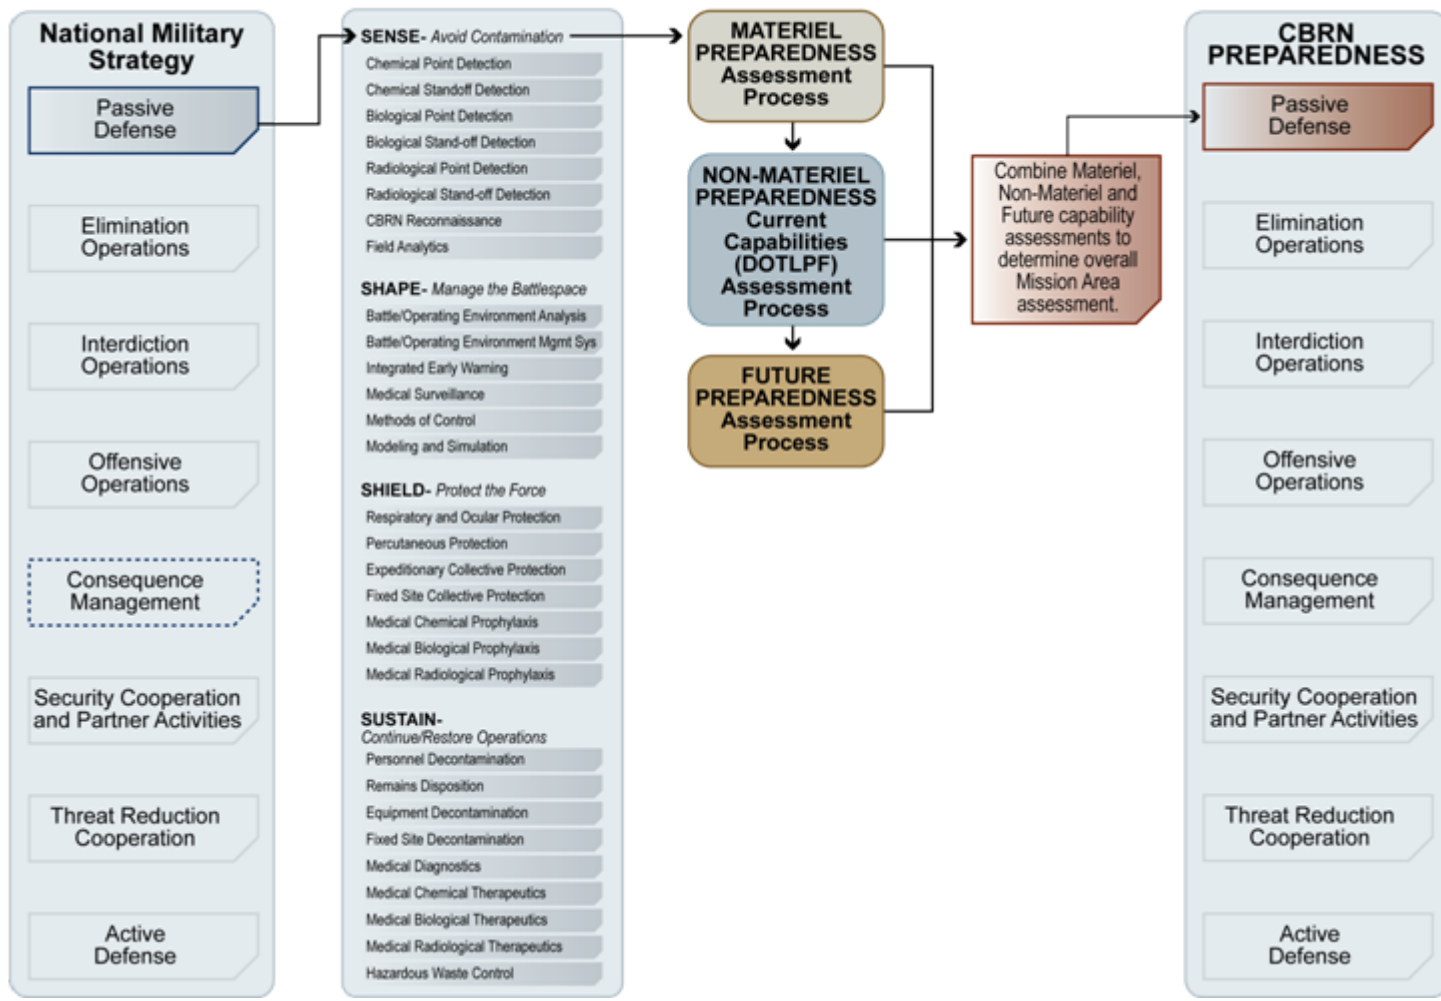 National Military
Strategy
Passive
Defense
Elimination
Operations
Interdiction
Operations
Offensive
Operations
Consequence
Management
Security Cooperation
and Partner Activities
Threat Reduction
Cooperation
Active
Defense
SENSE- Avoid Contamination
Chemical Point Detection
Chemical Standoff Detection
Biological Point Detection
Biological Stand-off Detection
Radiological Point Detection
Radiological Stand-off Detection
CBRN Reconnaissance
Field Analytics
SHAPE- Manage the Battlespace
Battle/Operating Environment Analysis
Battle/Operating Environment Mgmt Sys
Integrated Early Warning
Medical Surveillance
Methods of Control
Modeling and Simulation
SHIELD- Protect the Force
Respiratory and Ocular Protection
Percutaneous Protection
Expeditionary Collective Protection
Fixed Site Collective Protection
Medical Chemical Prophylaxis
Medical Biological Prophylaxis
Medical Radiological Prophylaxis
SUSTAIN-
Continue/Restore Operations
Personnel Decontamination
Remains Disposition
Equipment Decontamination
Fixed Site Decontamination
Medical Diagnostics
Medical Chemical Therapeutics
Medical Biological Therapeutics
Medical Radiological Therapeutics
Hazardous Waste Control
MATERIEL
PREPAREDNESS
Assessment
Process
NON-MATERIEL
PREPAREDNESS
Current
Capabilities
(DOTLPF)
Assessment
Process
FUTURE
PREPAREDNESS
Assessment
Process
Combine Materiel,
Non-Materiel and
Future capability
assessments to
determine overall
Mission Area
assessment.
CBRN
PREPAREDNESS
Passive
Defense
Elimination
Operations
Interdiction
Operations
Offensive
Operations
Consequence
Management
Security Cooperation
and Partner Activities
Threat Reduction
Cooperation
Active
Defense